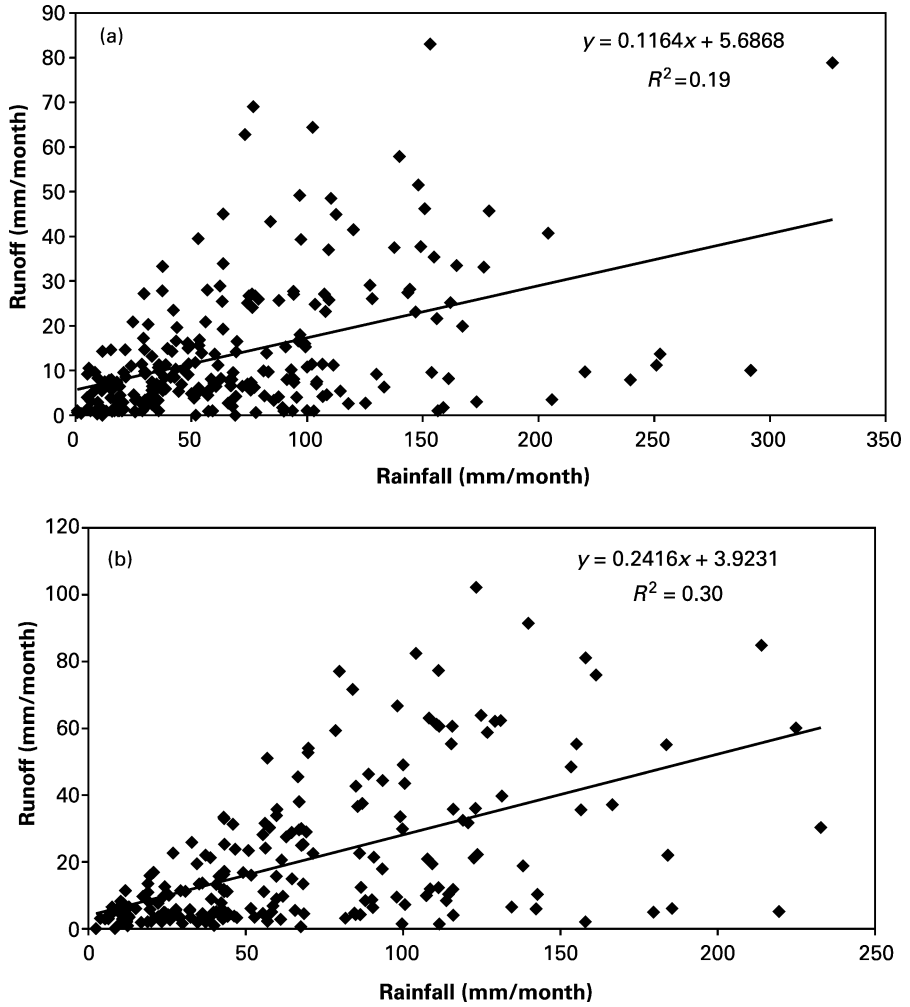 (a)
y = 0.1164x + 5.6868
R² = 0.19
90
80
70
60
50
40
30
20
10
0
Runoff (mm/month)
0 50 100 150 200 250 300 350
Rainfall (mm/month)
(b)
y = 0.2416x + 3.9231
R² = 0.30
120
100
80
60
40
20
0
Runoff (mm/month)
0 50 100 150 200 250
Rainfall (mm/month)